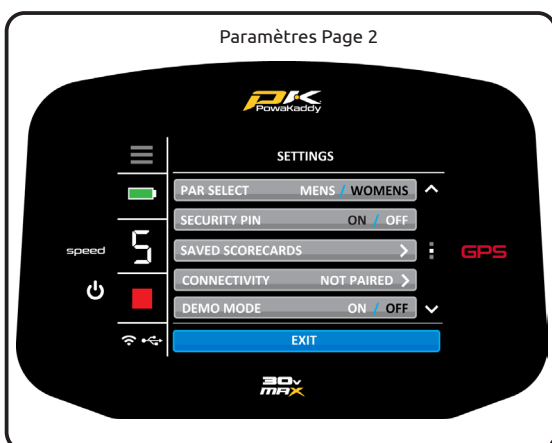 Paramètres Page 2
PK
PowaKaddy
SETTINGS
PAR SELECT MENS / WOMENS
SECURITY PIN ON / OFF
speed 5 SAVED SCORECARDS > GPS
CONNECTIVITY NOT PAIRED >
DEMO MODE ON / OFF
EXIT
30v
MAX